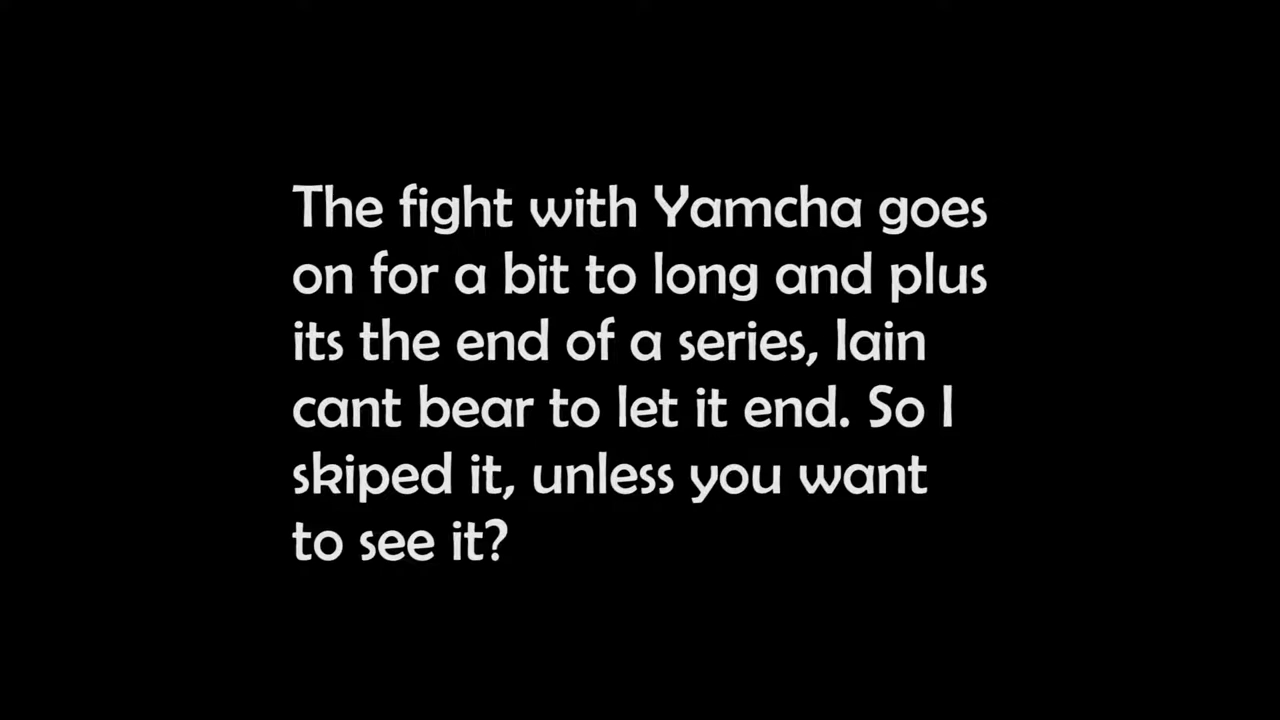 The fight with Yamcha goes
on for a bit to long and plus
its the end of a series, Iain
cant bear to let it end. So I
skiped it, unless you want
to see it?